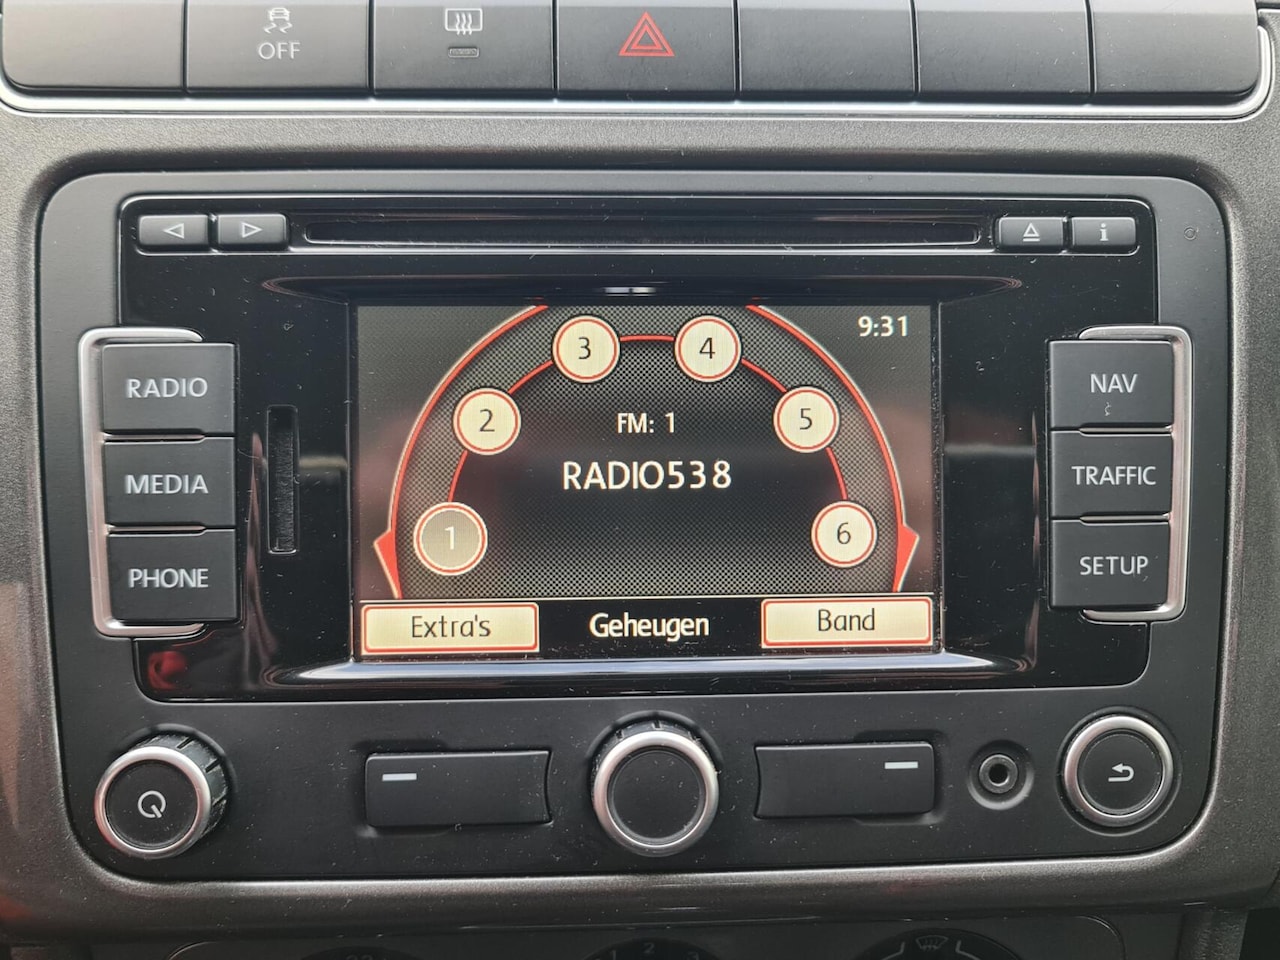 OFF
i
9:31
3 4
2 5
FM: 1
RADIO538
1 6
Extra's Geheugen Band
RADIO
MEDIA
PHONE
NAV
TRAFFIC
SETUP
2